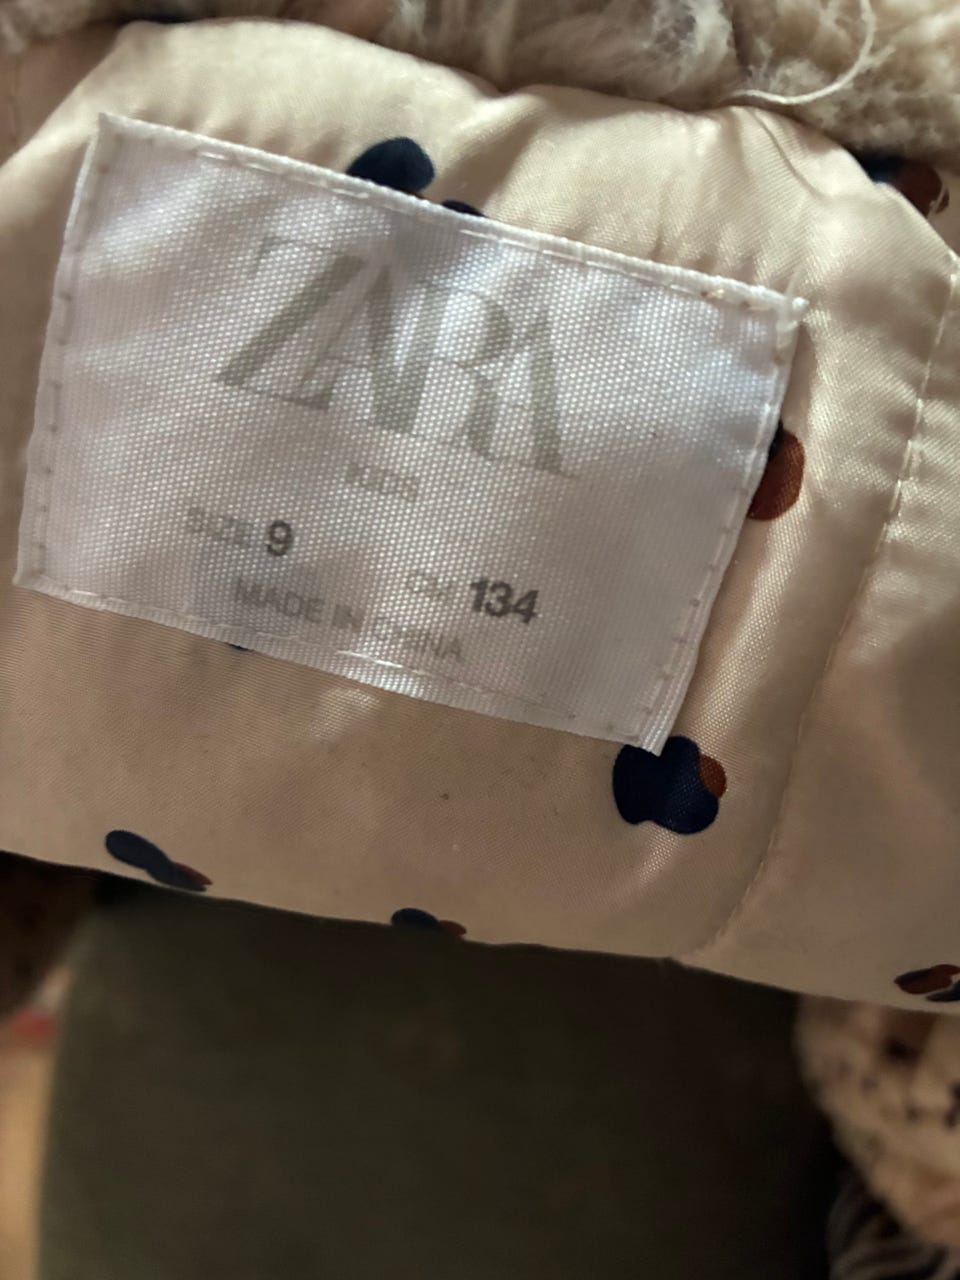 ZARA
KIDS
SIZE 9
CM 134
MADE IN CHINA